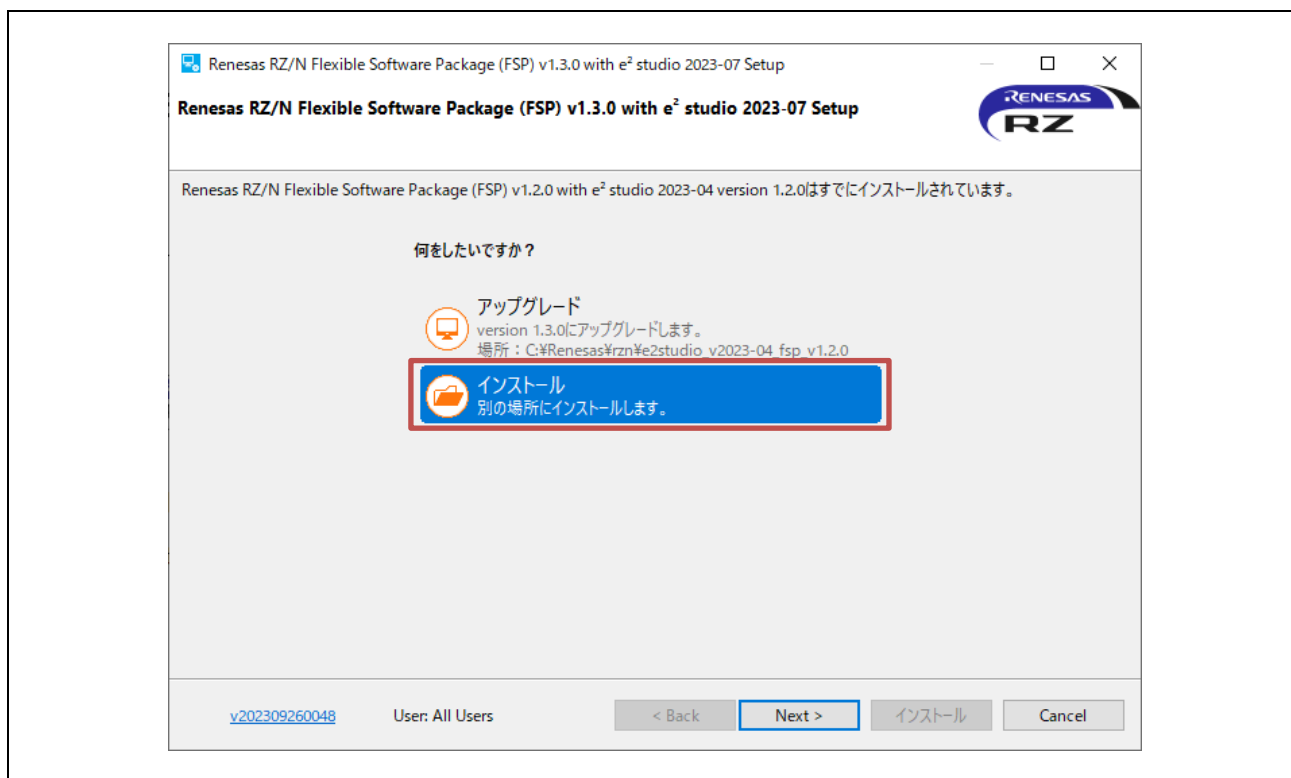 Renesas RZ/N Flexible Software Package (FSP) v1.3.0 with e² studio 2023-07 Setup
Renesas RZ/N Flexible Software Package (FSP) v1.3.0 with e² studio 2023-07 Setup
RENESAS
RZ
Renesas RZ/N Flexible Software Package (FSP) v1.2.0 with e² studio 2023-04 version 1.2.0はすでにインストールされています。
何をしたいですか？
アップグレード
version 1.3.0にアップグレードします。
場所：C:¥Renesas¥rzn¥e2studio_v2023-04_fsp_v1.2.0
インストール
別の場所にインストールします。
v202309260048 User: All Users < Back Next > インストール Cancel